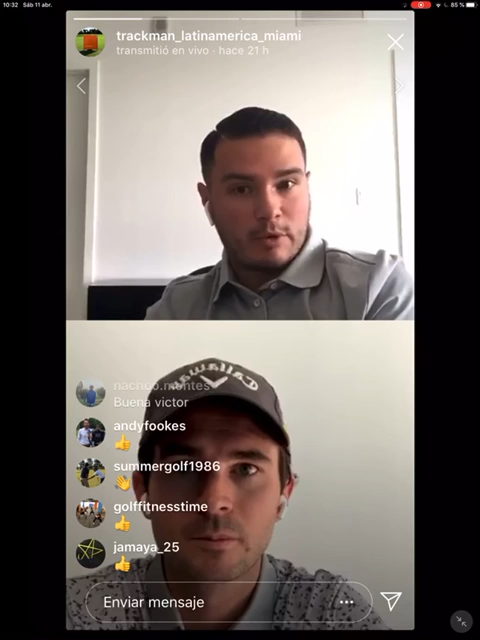 10:32 Sáb 11 abr.
85 %
trackman_latinamerica_miami
transmitió en vivo · hace 21 h
Callaway
nachoo.montes
Buena victor
andyfookes
summergolf1986
golffitnesstime
jamaya_25
Enviar mensaje